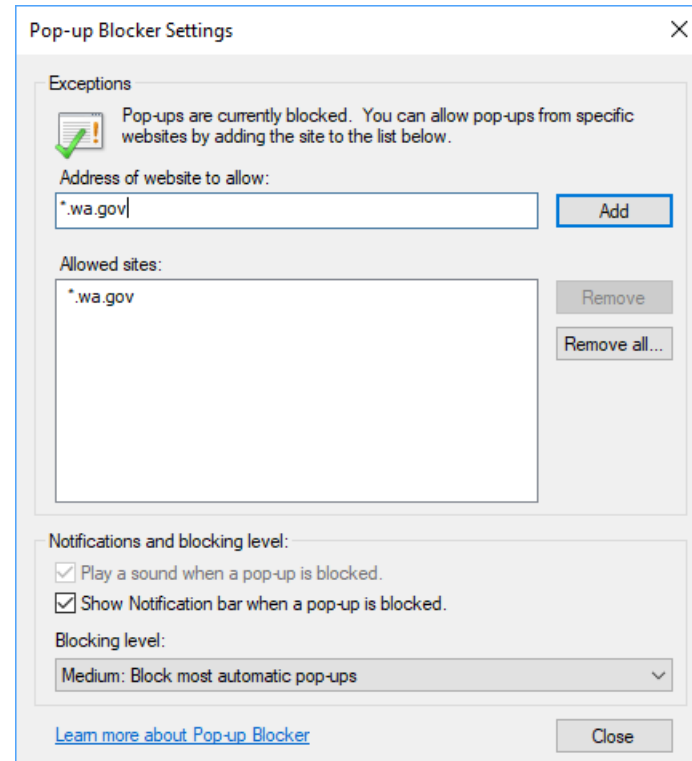 Pop-up Blocker Settings
Exceptions
Pop-ups are currently blocked.  You can allow pop-ups from specific
websites by adding the site to the list below.
Address of website to allow:
*.wa.gov
Add
Allowed sites:
*.wa.gov
Remove
Remove all...
Notifications and blocking level:
Play a sound when a pop-up is blocked.
Show Notification bar when a pop-up is blocked.
Blocking level:
Medium: Block most automatic pop-ups
Learn more about Pop-up Blocker
Close